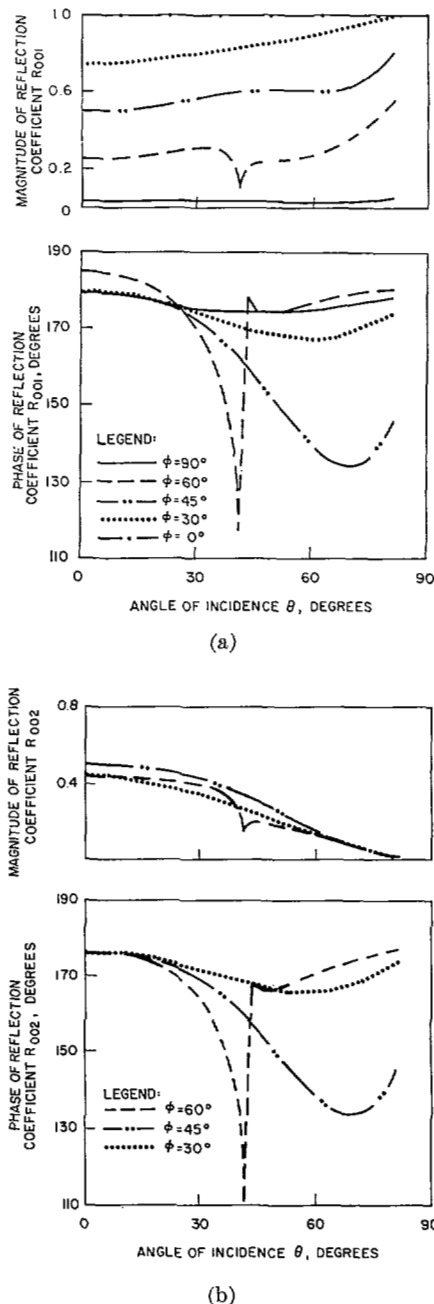 MAGNITUDE OF REFLECTION
COEFFICIENT R001
1.0
0.6
0.2
0
PHASE OF REFLECTION
COEFFICIENT R001, DEGREES
190
170
150
130
110
LEGEND:
ϕ=90°
ϕ=60°
ϕ=45°
ϕ=30°
ϕ= 0°
0
30
60
90
ANGLE OF INCIDENCE θ, DEGREES
(a)
MAGNITUDE OF REFLECTION
COEFFICIENT R002
0.8
0.4
PHASE OF REFLECTION
COEFFICIENT R002, DEGREES
190
170
150
130
110
LEGEND:
ϕ=60°
ϕ=45°
ϕ=30°
0
30
60
90
ANGLE OF INCIDENCE θ, DEGREES
(b)